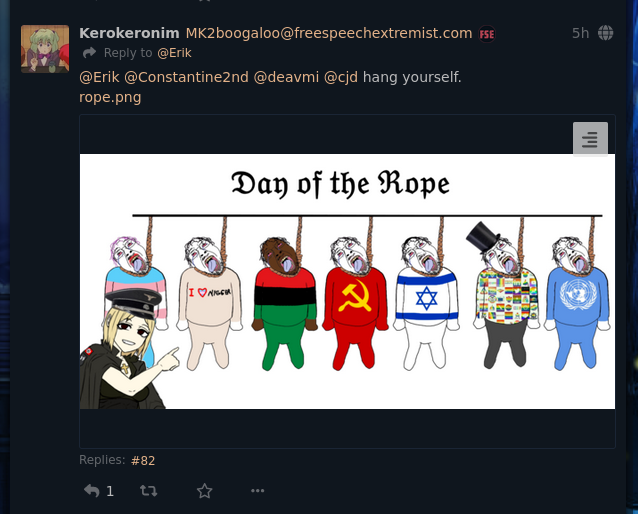 Kerokeronim MK2boogaloo@freespeechextremist.com FSE 5h
Reply to @Erik
@Erik @Constantine2nd @deavmi @cjd hang yourself.
rope.png
Day of the Rope
Replies: #82
1